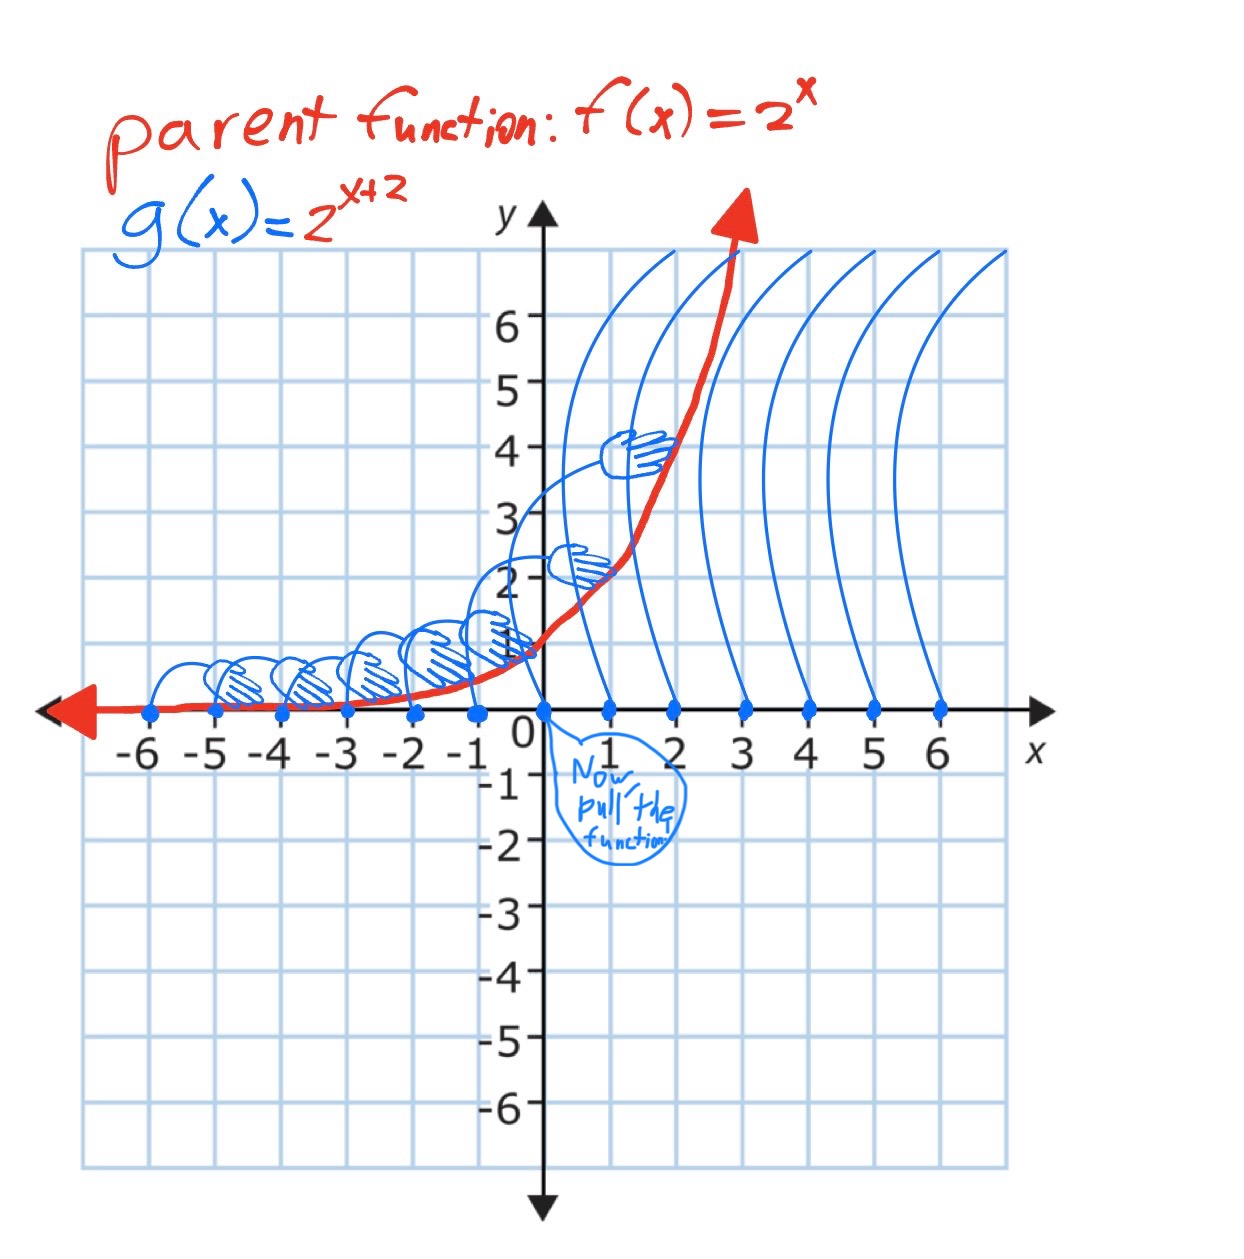 parent function: f(x) = 2^x
g(x) = 2^x+2
y
6
5
4
3
2
1
0
-6 -5 -4 -3 -2 -1 1 2 3 4 5 6 x
Now,
pull the
function.
-1
-2
-3
-4
-5
-6